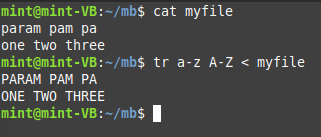 mint@mint-VB:~/mb$ cat myfile
param pam pa
one two three
mint@mint-VB:~/mb$ tr a-z A-Z < myfile
PARAM PAM PA
ONE TWO THREE
mint@mint-VB:~/mb$